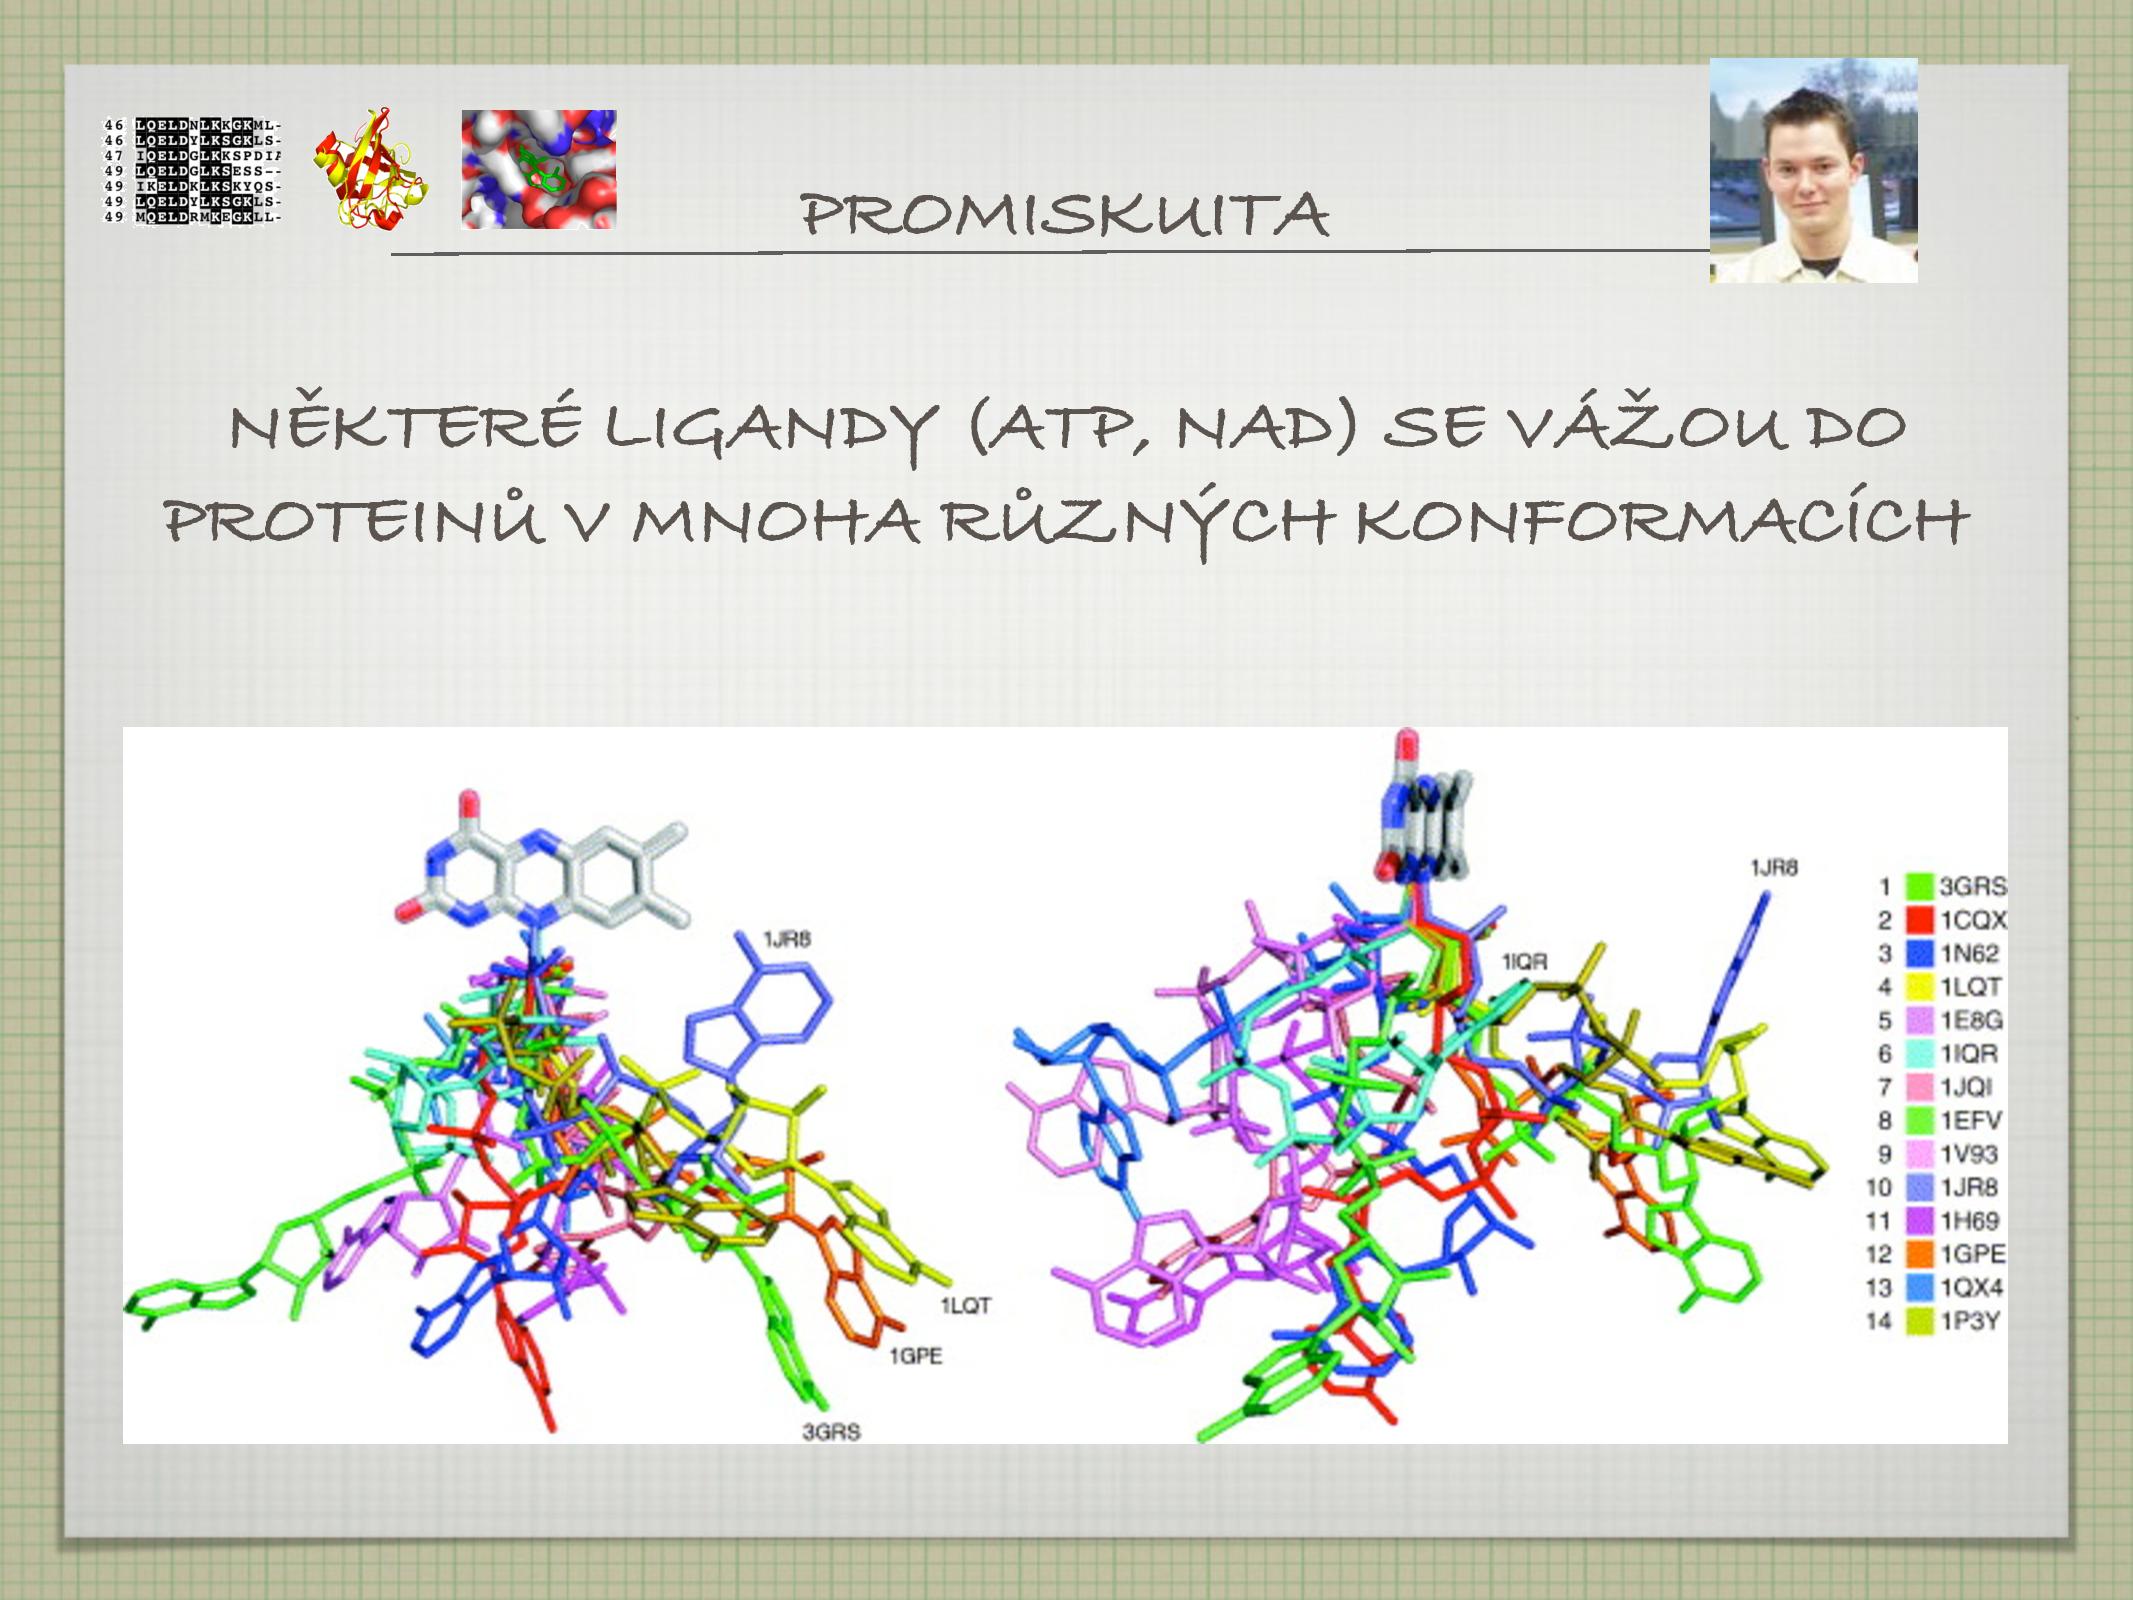 46 LQELDNLKKGKML-
46 LQELDYLKSGKLS-
47 IQELDGLKKSPDIA
49 LQELDGLKSESS--
49 IKELDKLKSKYQS-
49 LQELDYLKSGKLS-
49 MQELDRMKEGKLL-
PROMISKUITA
NĚKTERÉ LIGANDY (ATP, NAD) SE VÁŽOU DO
PROTEINŮ V MNOHA RŮZNÝCH KONFORMACÍCH
1JR8
1LQT
1GPE
3GRS
1JR8
1IQR
1 3GRS
2 1CQX
3 1N62
4 1LQT
5 1E8G
6 1IQR
7 1JQI
8 1EFV
9 1V93
10 1JR8
11 1H69
12 1GPE
13 1QX4
14 1P3Y